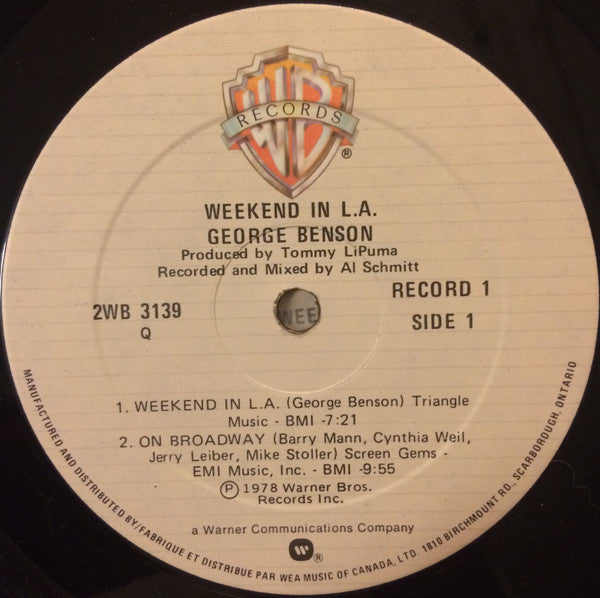 WB
RECORDS
®
WEEKEND IN L.A.
GEORGE BENSON
Produced by Tommy LiPuma
Recorded and Mixed by Al Schmitt
2WB 3139
Q
WEE
RECORD 1
SIDE 1
1. WEEKEND IN L.A. (George Benson) Triangle
Music - BMI -7:21
2. ON BROADWAY (Barry Mann, Cynthia Weil,
Jerry Leiber, Mike Stoller) Screen Gems -
EMI Music, Inc. - BMI -9:55
Ⓟ 1978 Warner Bros.
Records Inc.
a Warner Communications Company
®
MANUFACTURED AND DISTRIBUTED BY/FABRIQUE ET DISTRIBUE PAR WEA MUSIC OF CANADA, LTD. 1810 BIRCHMOUNT RD., SCARBOROUGH, ONTARIO